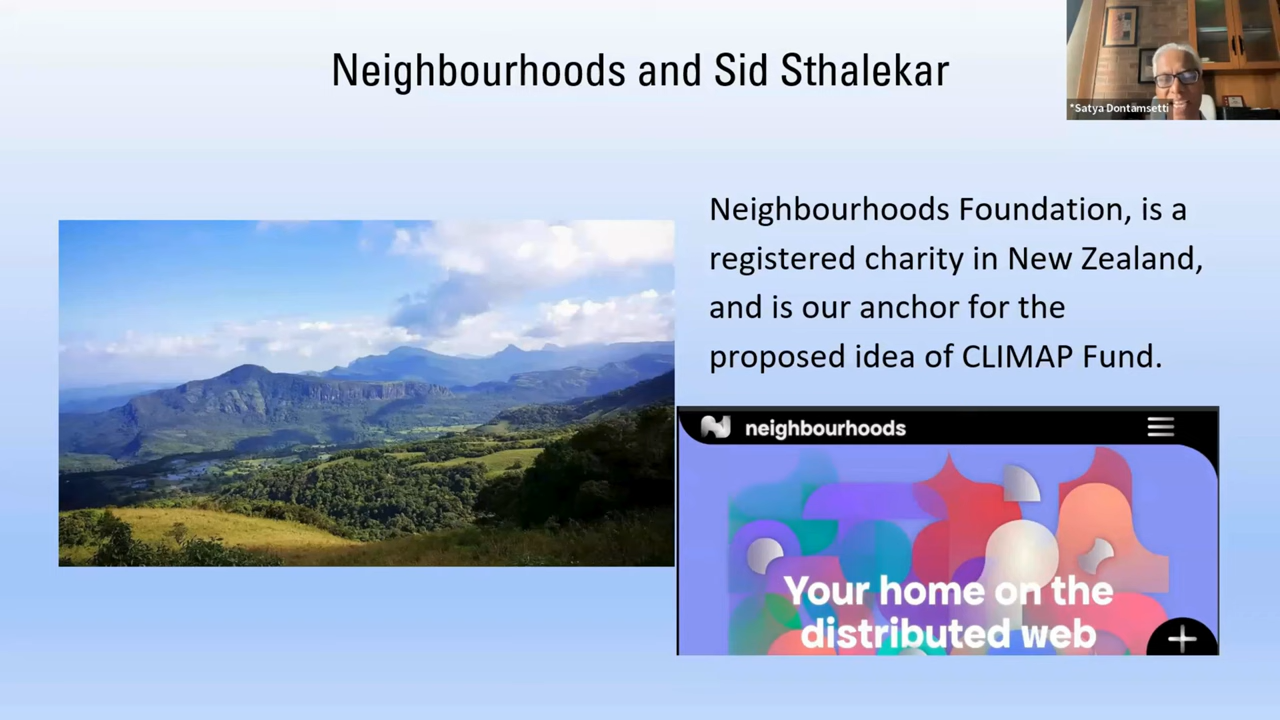 Neighbourhoods and Sid Sthalekar
*Satya Dontamsetti
Neighbourhoods Foundation, is a
registered charity in New Zealand,
and is our anchor for the
proposed idea of CLIMAP Fund.
neighbourhoods
Your home on the
distributed web